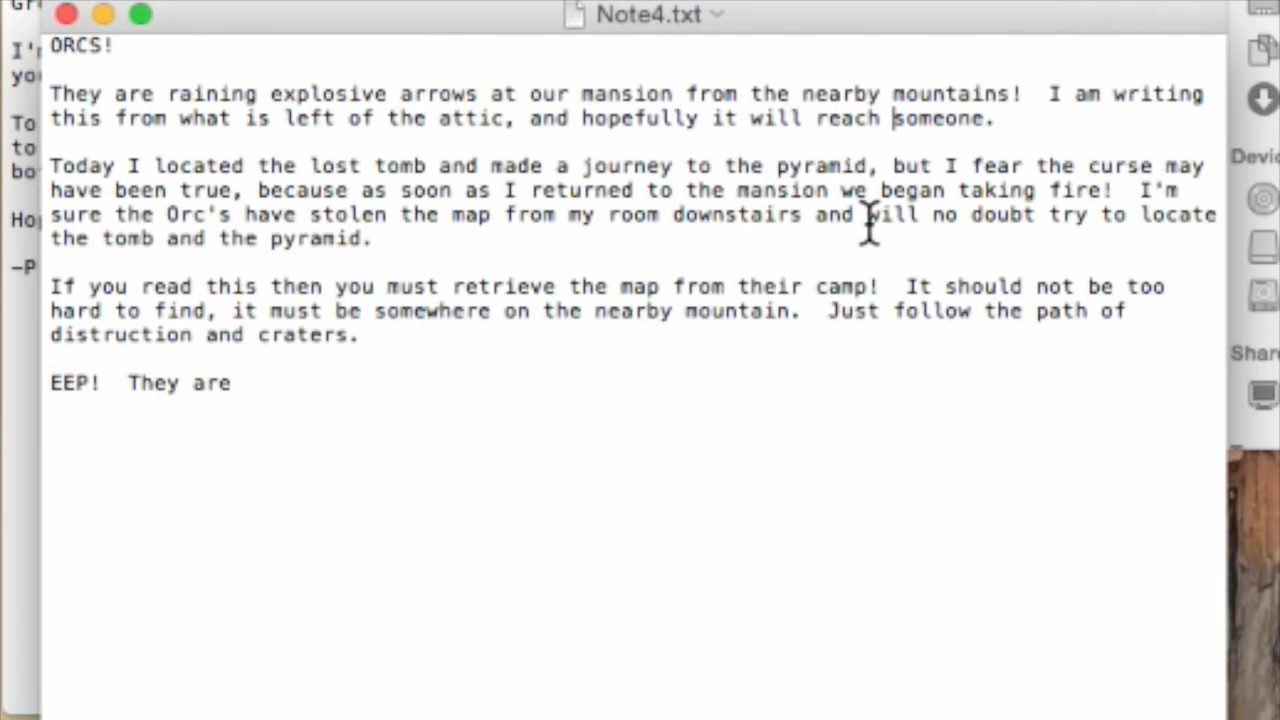 Note4.txt
ORCS!
They are raining explosive arrows at our mansion from the nearby mountains!  I am writing
this from what is left of the attic, and hopefully it will reach someone.
Today I located the lost tomb and made a journey to the pyramid, but I fear the curse may
have been true, because as soon as I returned to the mansion we began taking fire!  I'm
sure the Orc's have stolen the map from my room downstairs and will no doubt try to locate
the tomb and the pyramid.
If you read this then you must retrieve the map from their camp!  It should not be too
hard to find, it must be somewhere on the nearby mountain.  Just follow the path of
distruction and craters.
EEP!  They are
I'
yo
To
to
bo
-P
Devic
Shar